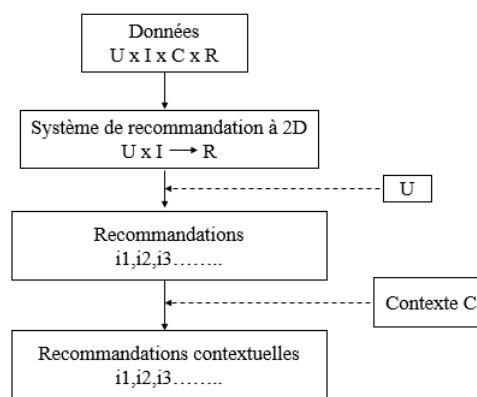 Données
U x I x C x R
Système de recommandation à 2D
U x I ⟶ R
U
Recommandations
i1,i2,i3……..
Contexte C
Recommandations contextuelles
i1,i2,i3……..